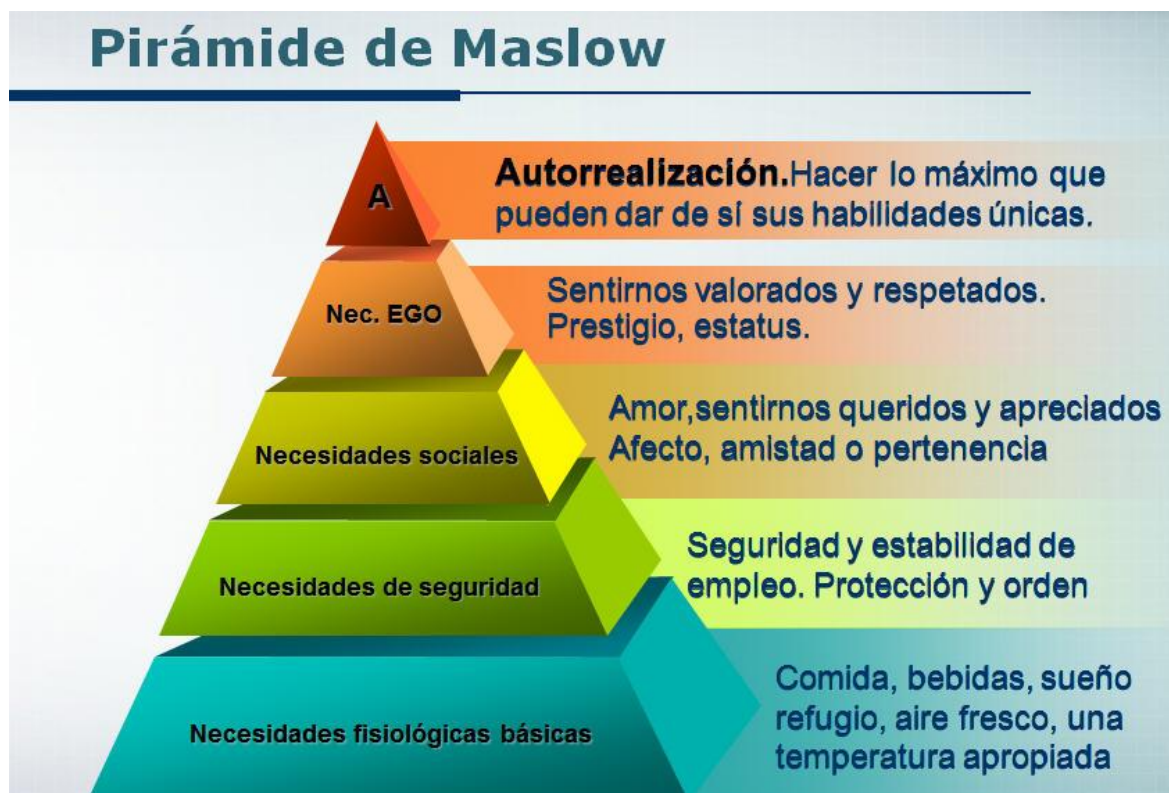 Pirámide de Maslow
A
Autorrealización.Hacer lo máximo que
pueden dar de sí sus habilidades únicas.
Nec. EGO
Sentirnos valorados y respetados.
Prestigio, estatus.
Necesidades sociales
Amor,sentirnos queridos y apreciados
Afecto, amistad o pertenencia
Necesidades de seguridad
Seguridad y estabilidad de
empleo. Protección y orden
Necesidades fisiológicas básicas
Comida, bebidas, sueño
refugio, aire fresco, una
temperatura apropiada